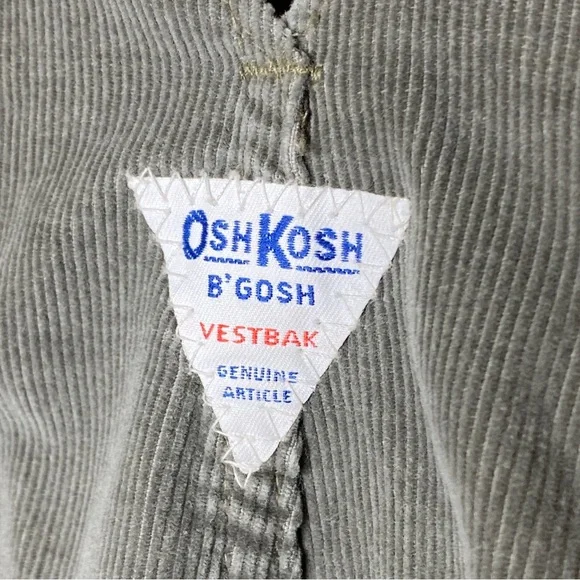 OSHKOSH
B'GOSH
VESTBAK
GENUINE
ARTICLE